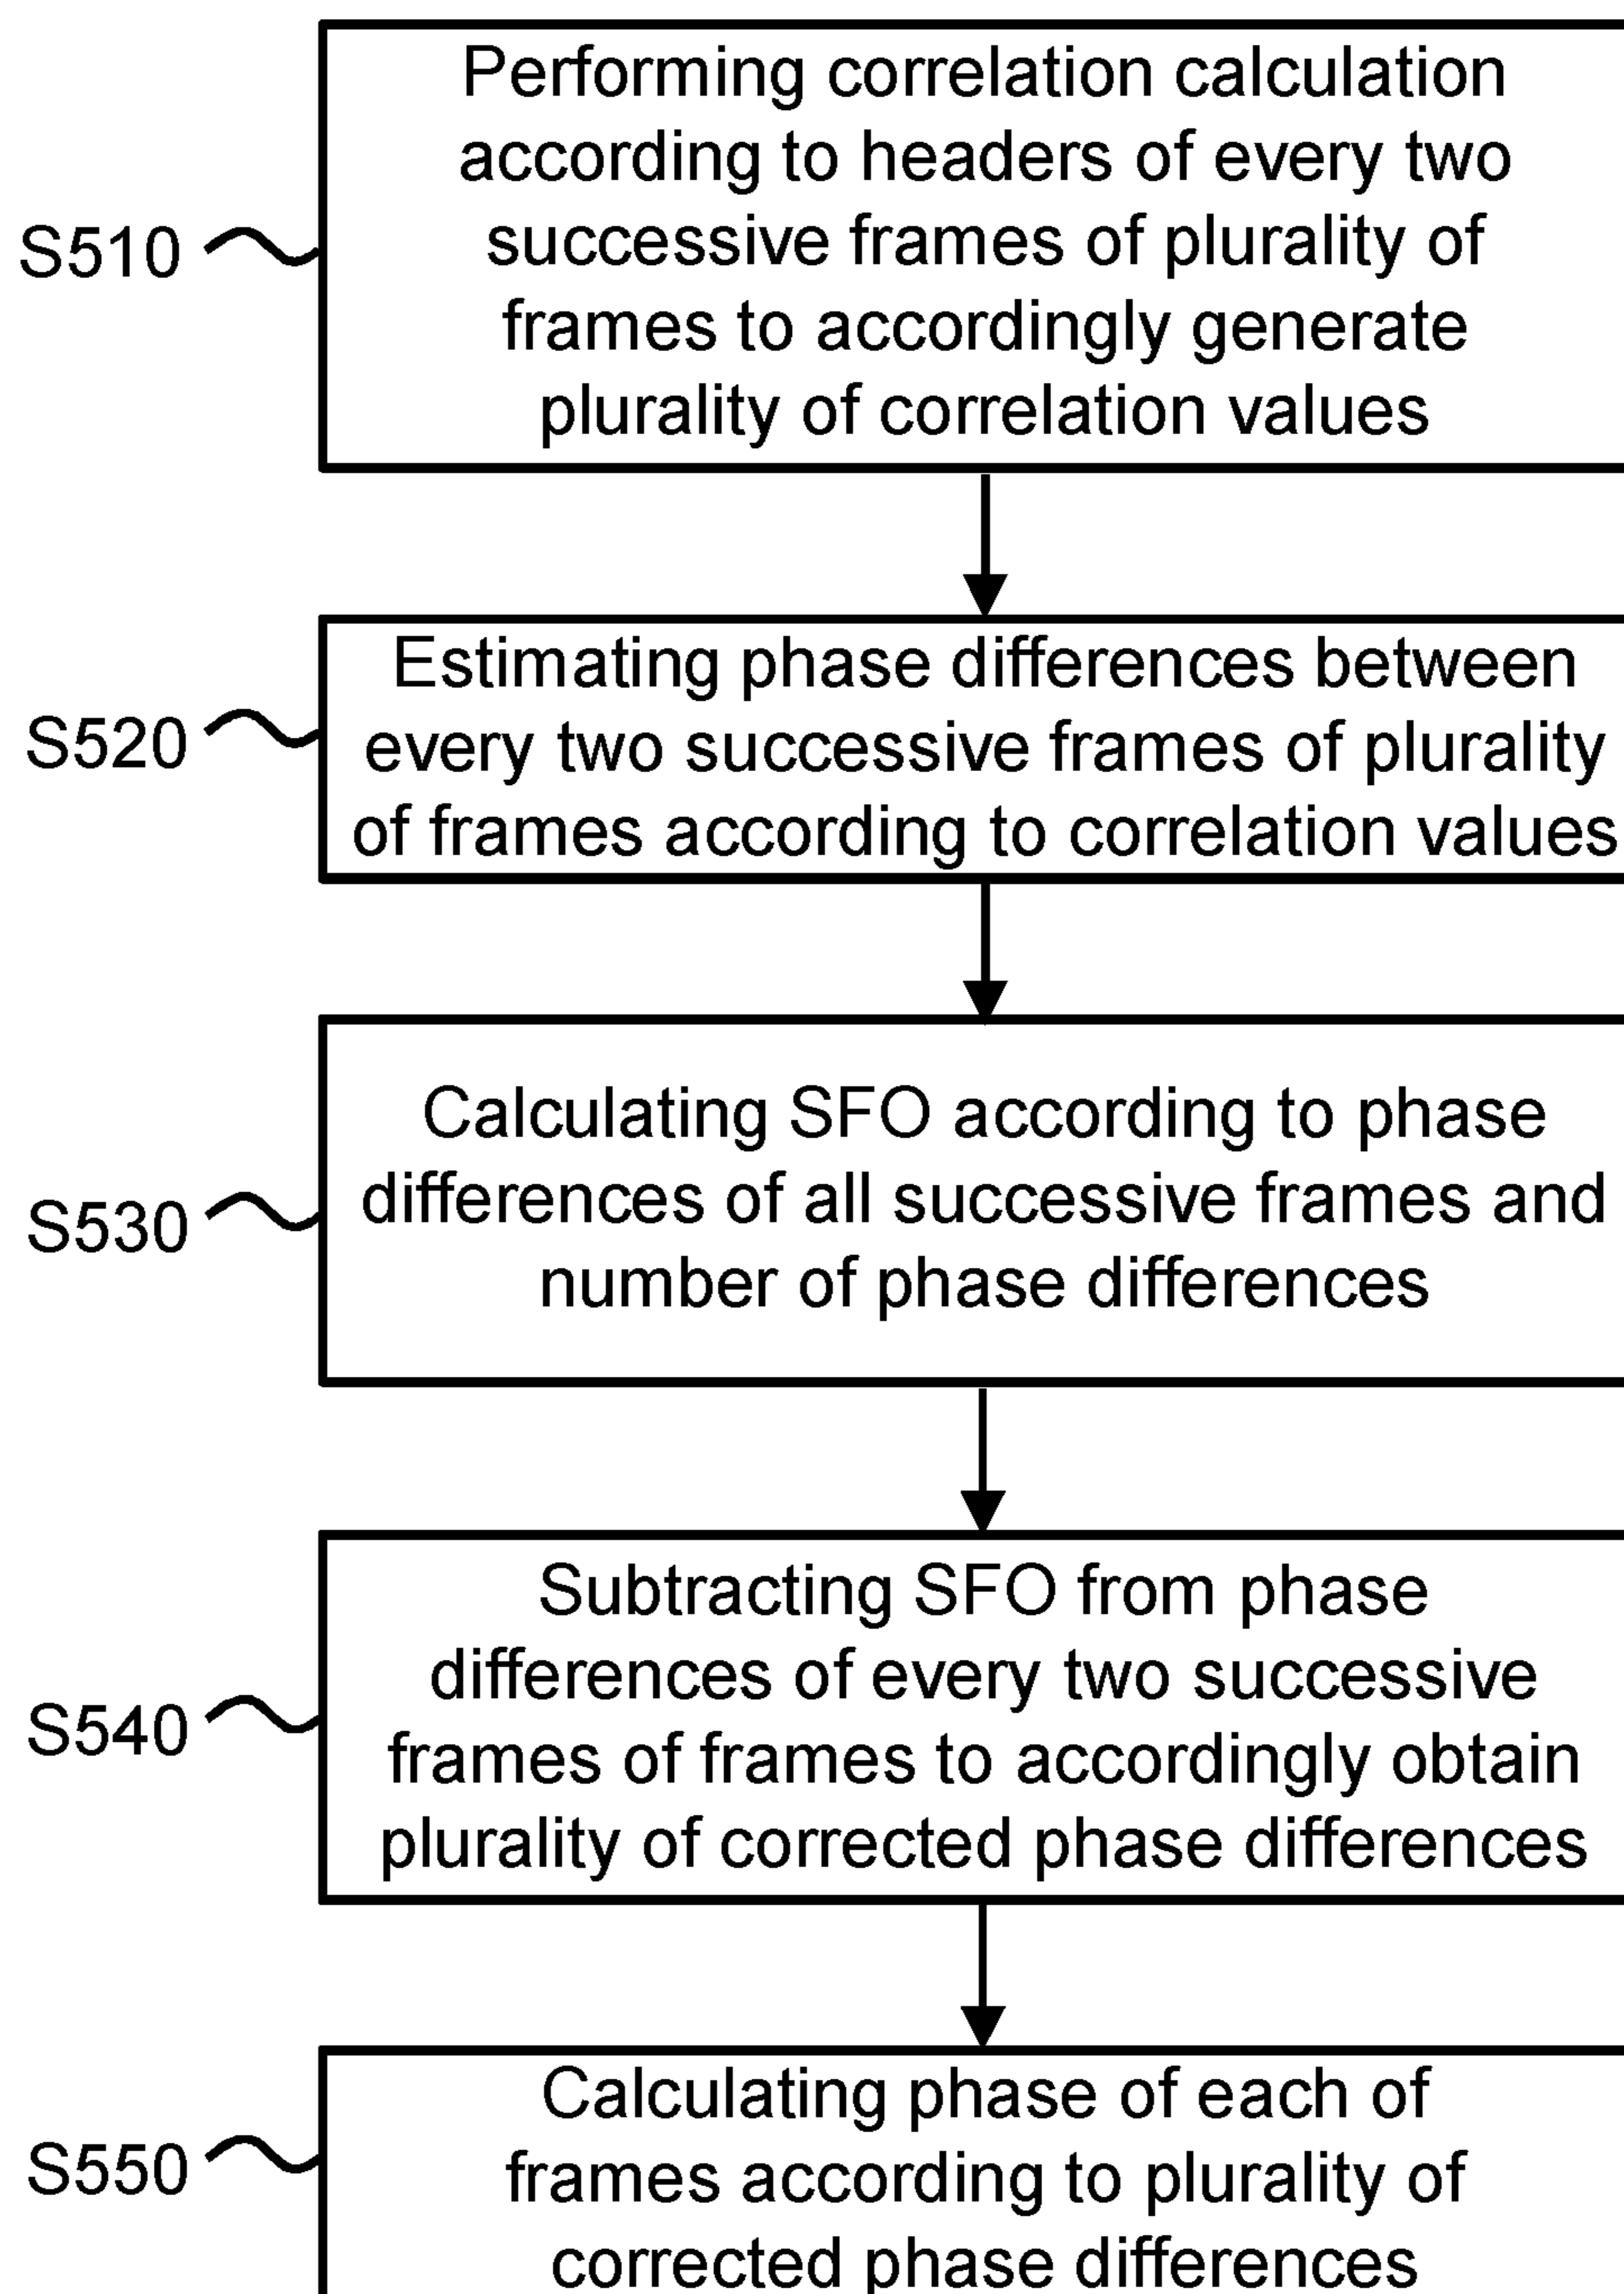 Performing correlation calculation
according to headers of every two
successive frames of plurality of
frames to accordingly generate
plurality of correlation values
S510
Estimating phase differences between
every two successive frames of plurality
of frames according to correlation values
S520
Calculating SFO according to phase
differences of all successive frames and
number of phase differences
S530
Subtracting SFO from phase
differences of every two successive
frames of frames to accordingly obtain
plurality of corrected phase differences
S540
Calculating phase of each of
frames according to plurality of
corrected phase differences
S550